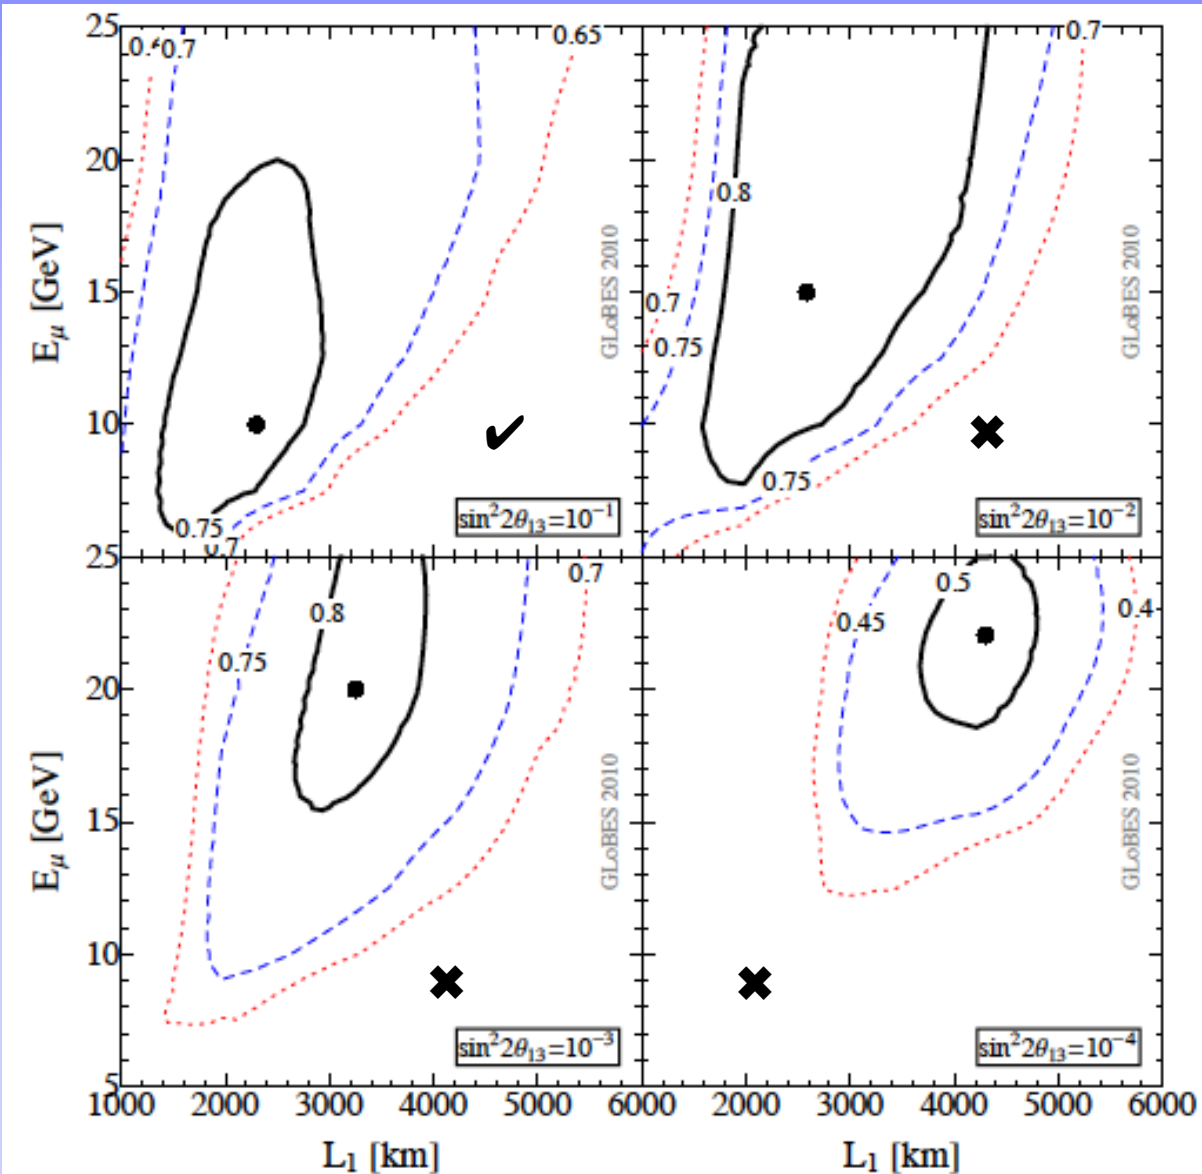 25
0.7
0.65
0.7
20
0.8
E_μ [GeV]
GLoBES 2010
GLoBES 2010
15
0.7
0.75
10
0.75
0.75
0.7
sin²2θ₁₃=10⁻¹
sin²2θ₁₃=10⁻²
25
0.8
0.7
0.5
0.45
0.4
0.75
20
E_μ [GeV]
GLoBES 2010
GLoBES 2010
15
10
sin²2θ₁₃=10⁻³
sin²2θ₁₃=10⁻⁴
5
1000 2000 3000 4000 5000 6000 2000 3000 4000 5000 6000
L₁ [km]
L₁ [km]